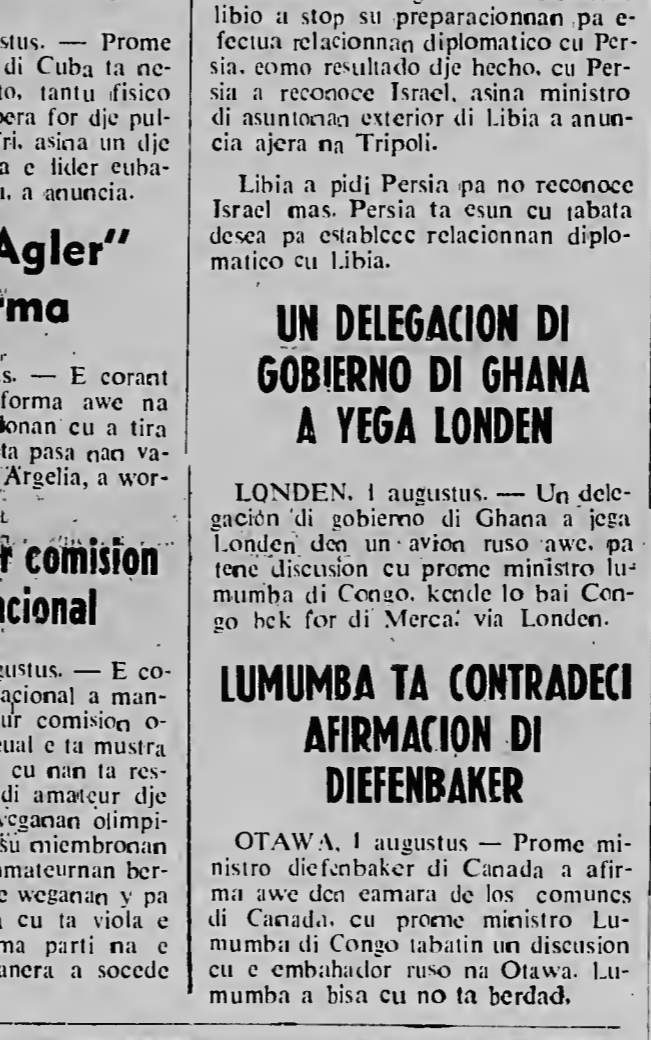 stus. — Prome
di Cuba ta ne-
to, tantu fisico
pera for dje pul-
ri, asina un dje
a e lider cuba-
a anuncia.
Agler"
rma
s. — E corant
forma awe na
onan cu a tira
ta pasa nan va-
Argelia, a wor-
r comision
acional
gustus. — E co-
acional a man-
ur comision o-
cual e ta mustra
cu nan ta res-
di amateur dje
weganan olimpi-
su miembronan
amateurnan ber-
e weganan y pa
cu ta viola e
ma parti na e
anera a socede
libio a stop su preparacionnan pa e-
fectua relacionnan diplomatico cu Per-
sia, como resultado dje hecho, cu Per-
sia a reconoce Israel, asina ministro
di asuntonan exterior di Libia a anun-
cia ajera na Tripoli.
Libia a pidi Persia pa no reconoce
Israel mas. Persia ta esun cu tabata
desea pa establece relacionnan diplo-
matico cu Libia.
UN DELEGACION DI
GOBIERNO DI GHANA
A YEGA LONDEN
LONDEN, 1 augustus. — Un dele-
gación di gobierno di Ghana a jega
Londen den un avion ruso awe, pa
tene discusion cu prome ministro lu-
mumba di Congo, kende lo bai Con-
go bek for di Merca! via Londen.
LUMUMBA TA CONTRADECI
AFIRMACION DI
DIEFENBAKER
OTAWA, 1 augustus — Prome mi-
nistro diefenbaker di Canada a afir-
ma awe den camara de los comunes
di Canada, cu prome ministro Lu-
mumba di Congo tabatin un discusion
cu e embahador ruso na Otawa. Lu-
mumba a bisa cu no ta berdad.